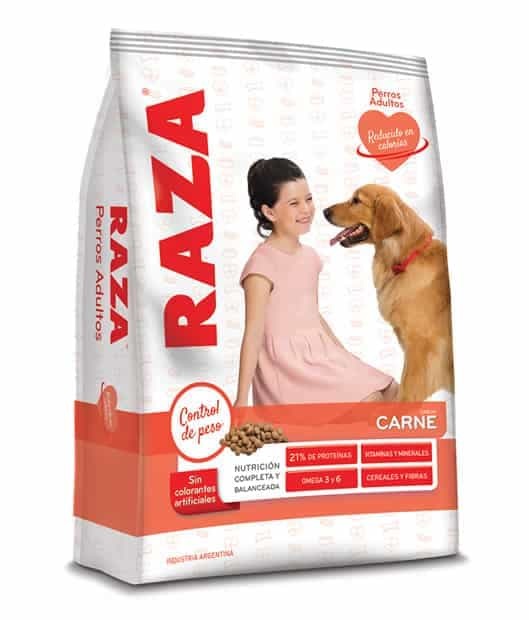 RAZA®
RAZA
Perros Adultos
Perros
Adultos
Reducido en
calorías
Control
de peso
SABOR
CARNE
Sin
colorantes
artificiales
NUTRICIÓN
COMPLETA Y
BALANCEADA
21% DE PROTEÍNAS
VITAMINAS Y MINERALES
OMEGA 3 y 6
CEREALES Y FIBRAS
INDUSTRIA ARGENTINA